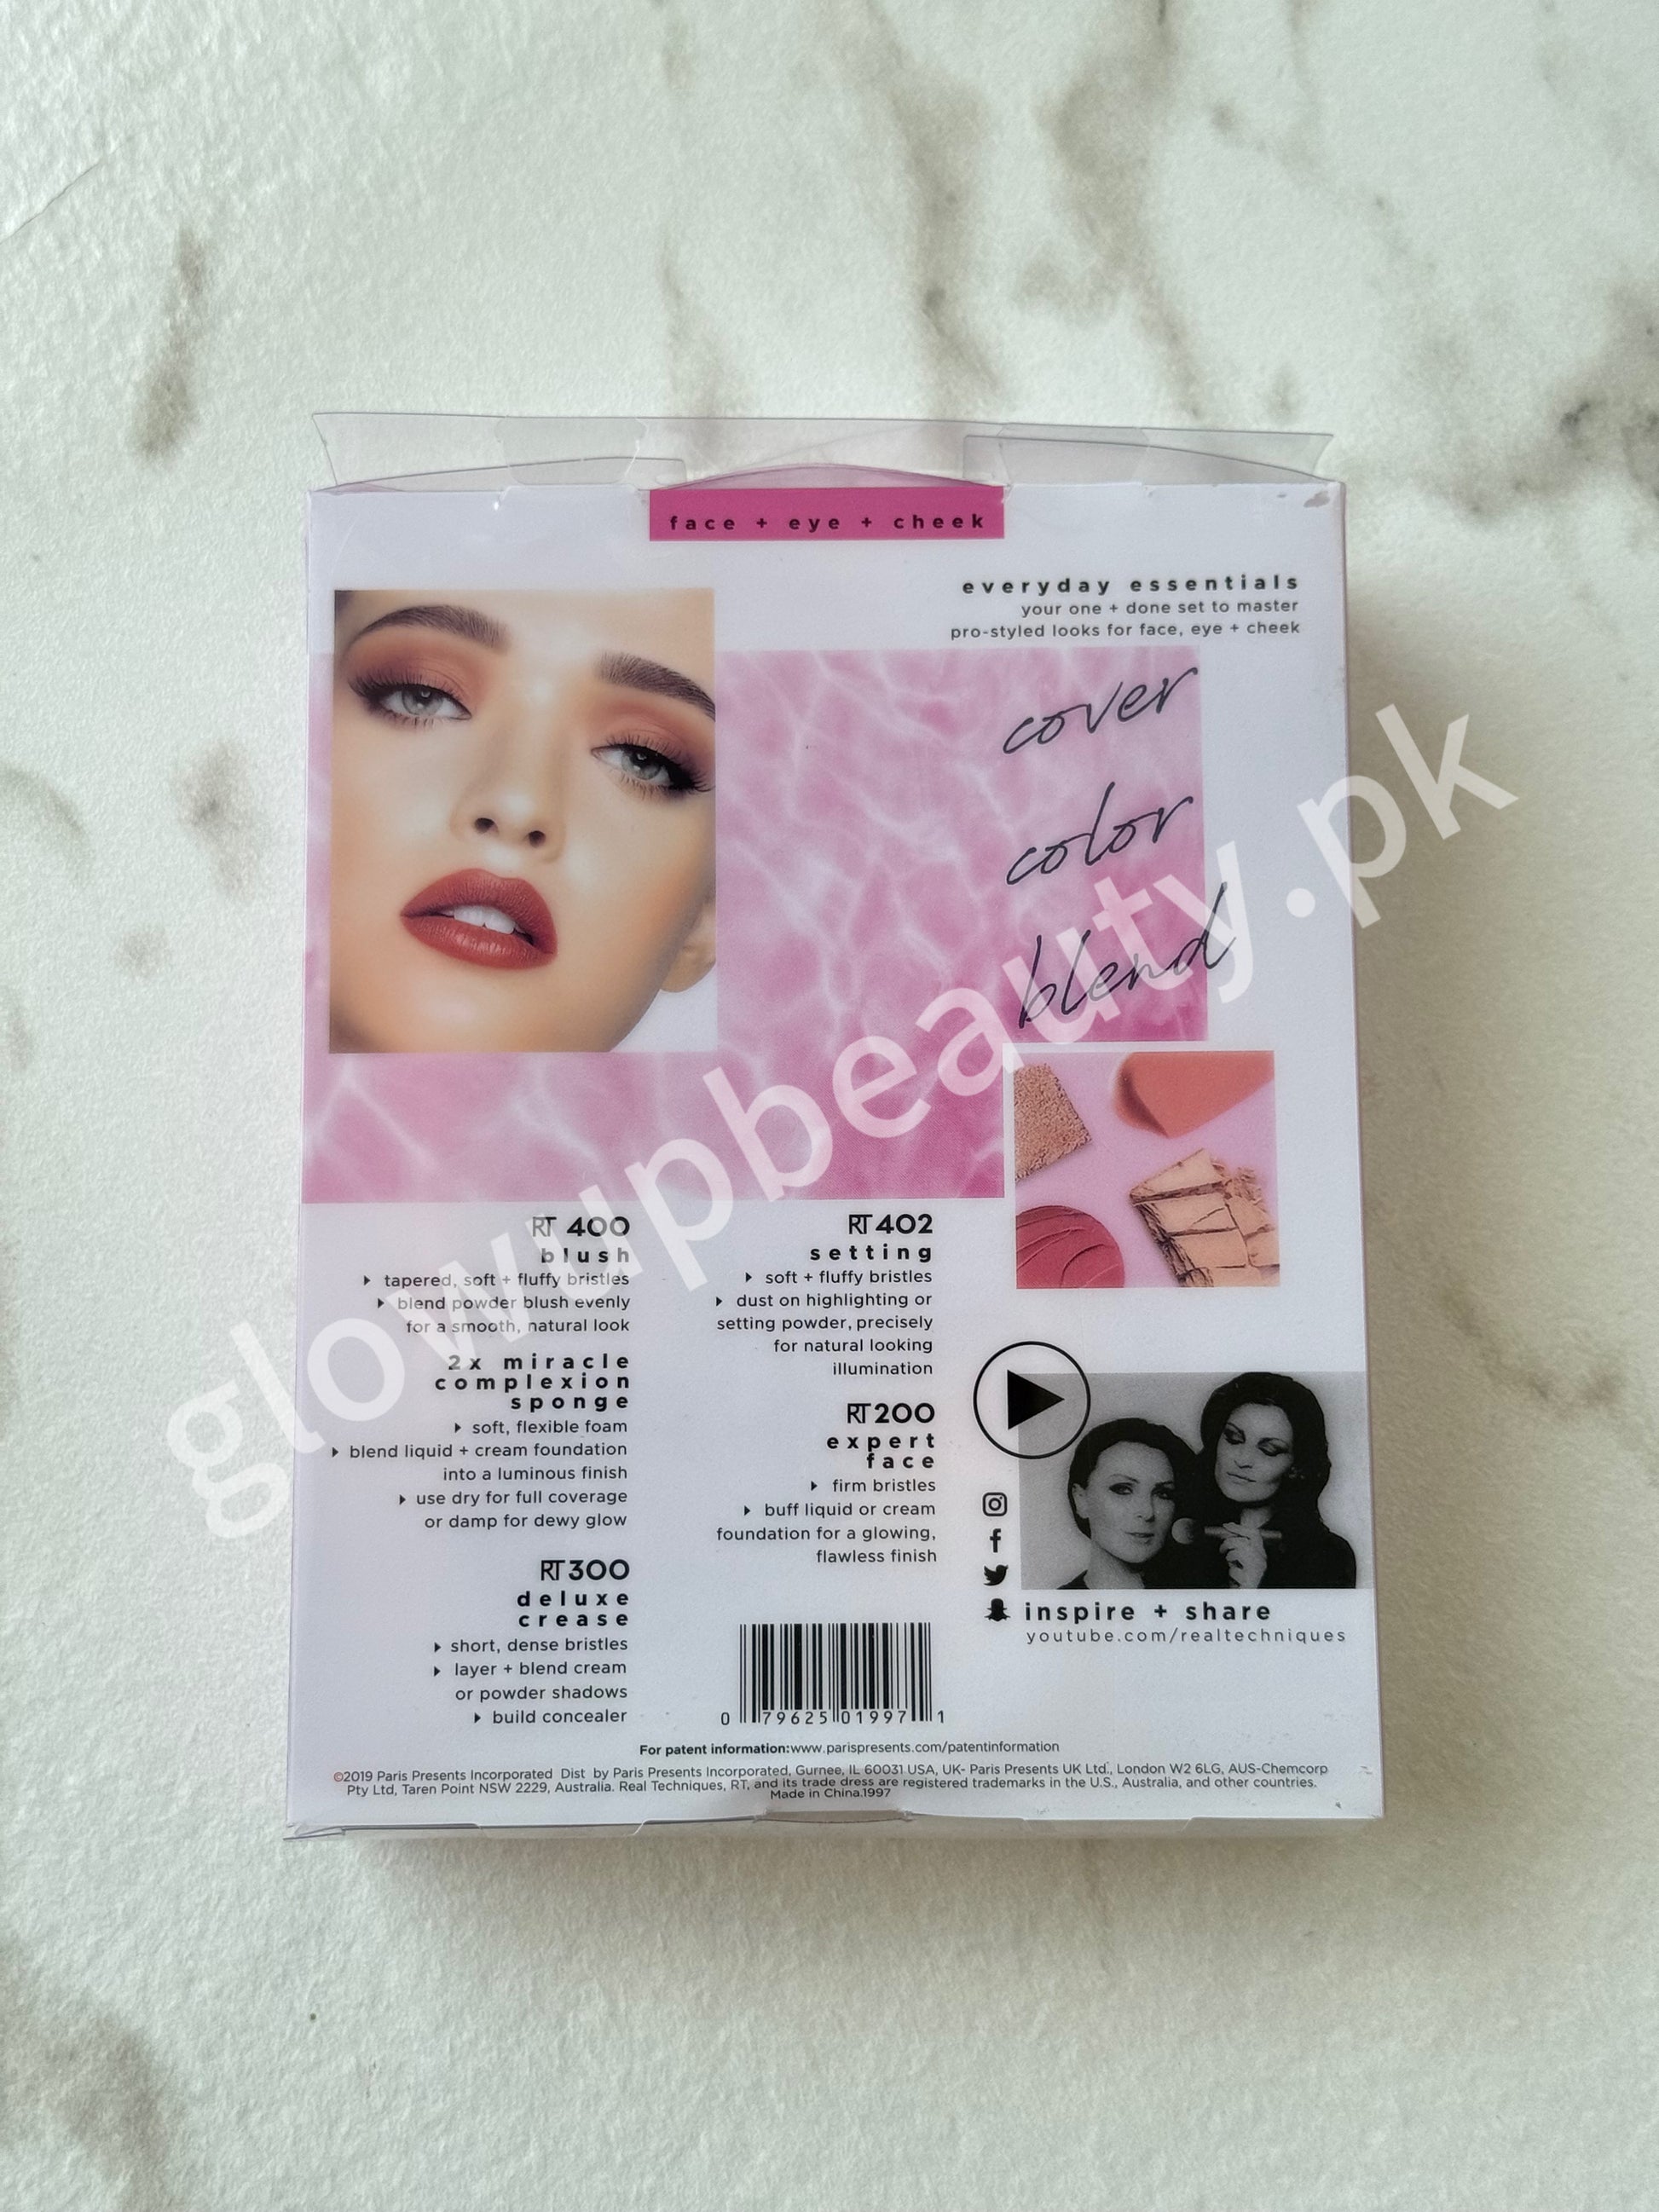 face + eye + cheek
everyday essentials
your one + done set to master
pro-styled looks for face, eye + cheek
cover
color
blend
RT 400
blush
tapered, soft + fluffy bristles
blend powder blush evenly
for a smooth, natural look
2x miracle
complexion
sponge
soft, flexible foam
blend liquid + cream foundation
into a luminous finish
use dry for full coverage
or damp for dewy glow
RT 300
deluxe
crease
short, dense bristles
layer + blend cream
or powder shadows
build concealer
RT 402
setting
soft + fluffy bristles
dust on highlighting or
setting powder, precisely
for natural looking
illumination
RT 200
expert
face
firm bristles
buff liquid or cream
foundation for a glowing,
flawless finish
0 79625 01997 1
inspire + share
youtube.com/realtechniques
For patent information:www.parispresents.com/patentinformation
©2019 Paris Presents Incorporated Dist by Paris Presents Incorporated, Gurnee, IL 60031 USA, UK- Paris Presents UK Ltd., London W2 6LG, AUS-Chemcorp
Pty Ltd, Taren Point NSW 2229, Australia. Real Techniques, RT, and its trade dress are registered trademarks in the U.S., Australia, and other countries.
Made in China.1997
glowupbeauty.pk